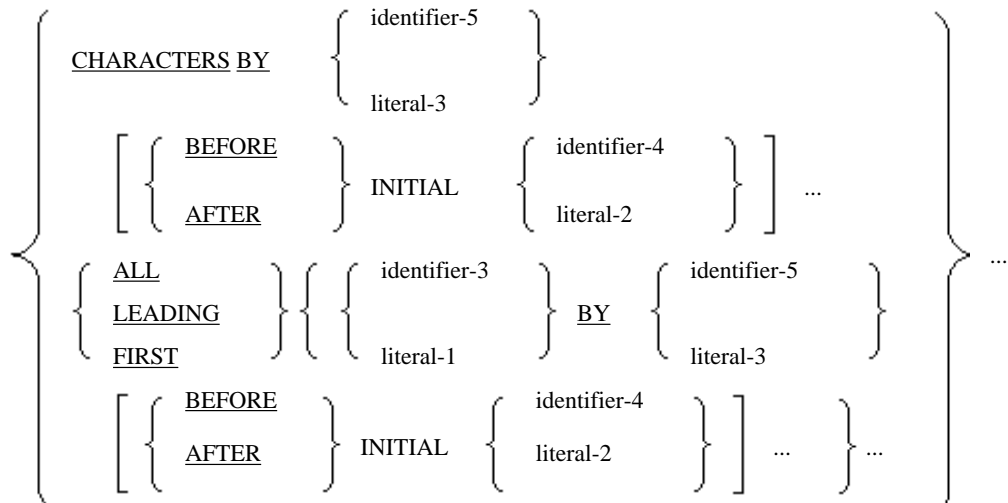 identifier-5
CHARACTERS BY
literal-3
BEFORE identifier-4
INITIAL ...
AFTER literal-2
ALL identifier-3 identifier-5 ...
LEADING BY
FIRST literal-1 literal-3
BEFORE identifier-4
AFTER INITIAL literal-2 ... ...